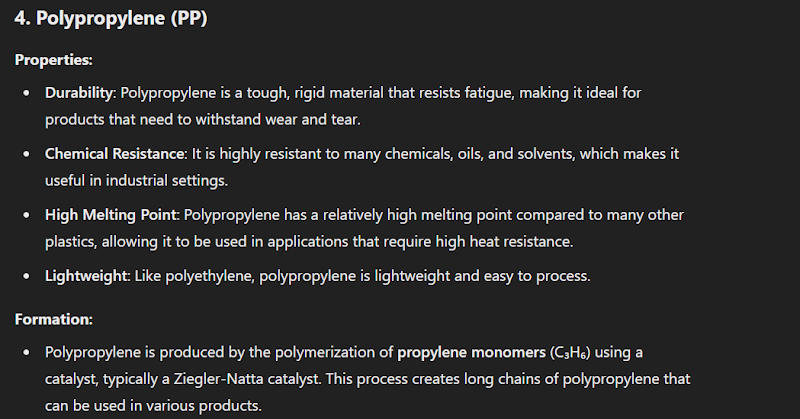 4. Polypropylene (PP)
Properties:
• Durability: Polypropylene is a tough, rigid material that resists fatigue, making it ideal for
products that need to withstand wear and tear.
• Chemical Resistance: It is highly resistant to many chemicals, oils, and solvents, which makes it
useful in industrial settings.
• High Melting Point: Polypropylene has a relatively high melting point compared to many other
plastics, allowing it to be used in applications that require high heat resistance.
• Lightweight: Like polyethylene, polypropylene is lightweight and easy to process.
Formation:
• Polypropylene is produced by the polymerization of propylene monomers (C₃H₆) using a
catalyst, typically a Ziegler-Natta catalyst. This process creates long chains of polypropylene that
can be used in various products.